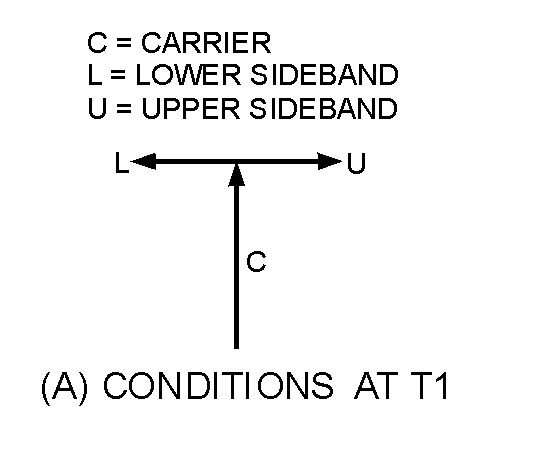 C = CARRIER
L = LOWER SIDEBAND
U = UPPER SIDEBAND
L U
C
(A) CONDITIONS AT T1